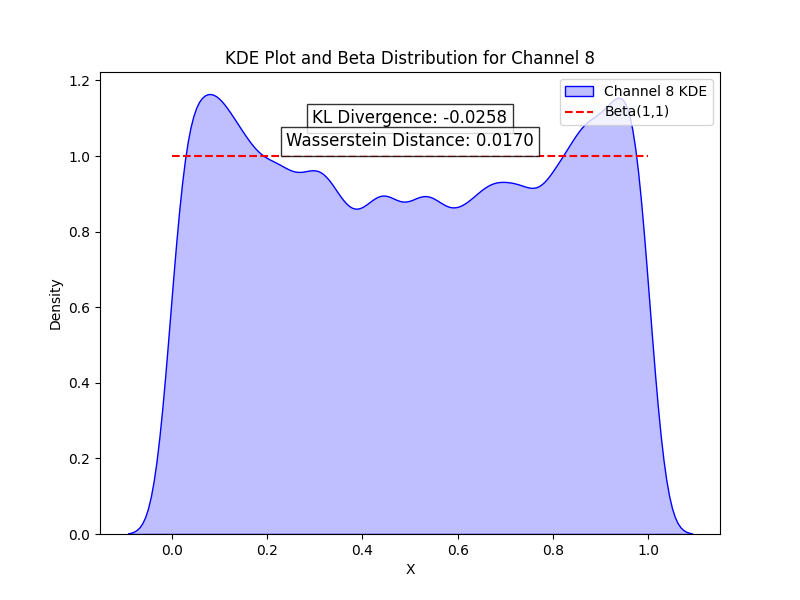 KDE Plot and Beta Distribution for Channel 8
Channel 8 KDE
Beta(1,1)
KL Divergence: -0.0258
Wasserstein Distance: 0.0170
Density
1.2
1.0
0.8
0.6
0.4
0.2
0.0
0.0 0.2 0.4 0.6 0.8 1.0
X